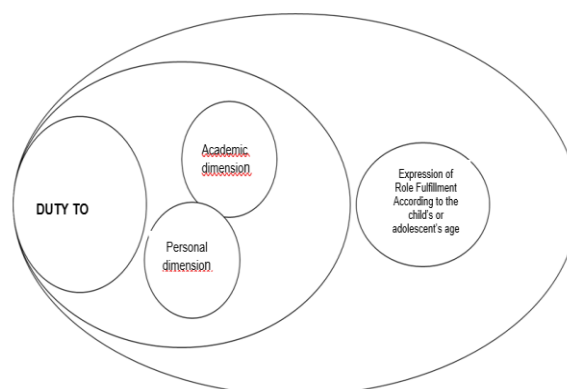 DUTY TO
Academic
dimension
Personal
dimension
Expression of
Role Fulfillment
According to the
child's or
adolescent's age